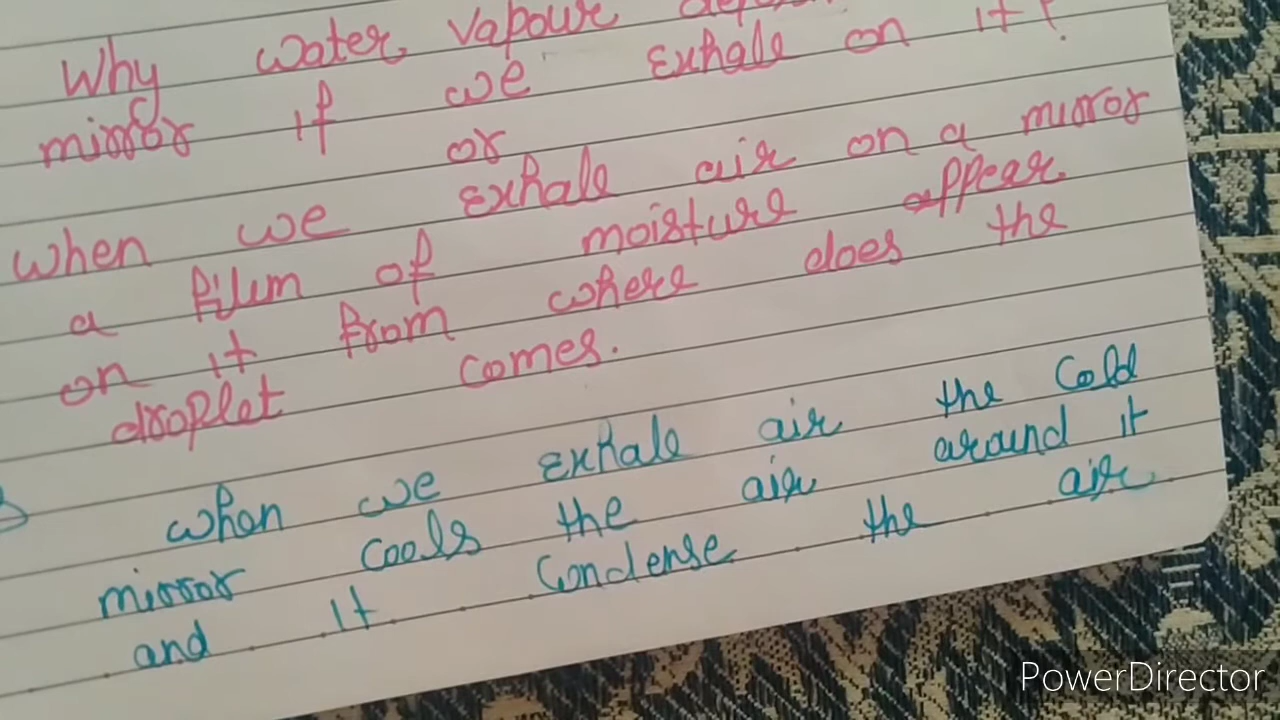 Why water vapour
mirror if we exhale on it?
or
when we exhale air on a mirror
a film of moisture appear.
on it from where does the
droplet comes.
when we exhale air the cold
mirror cools the air around it
and it condense the air
PowerDirector